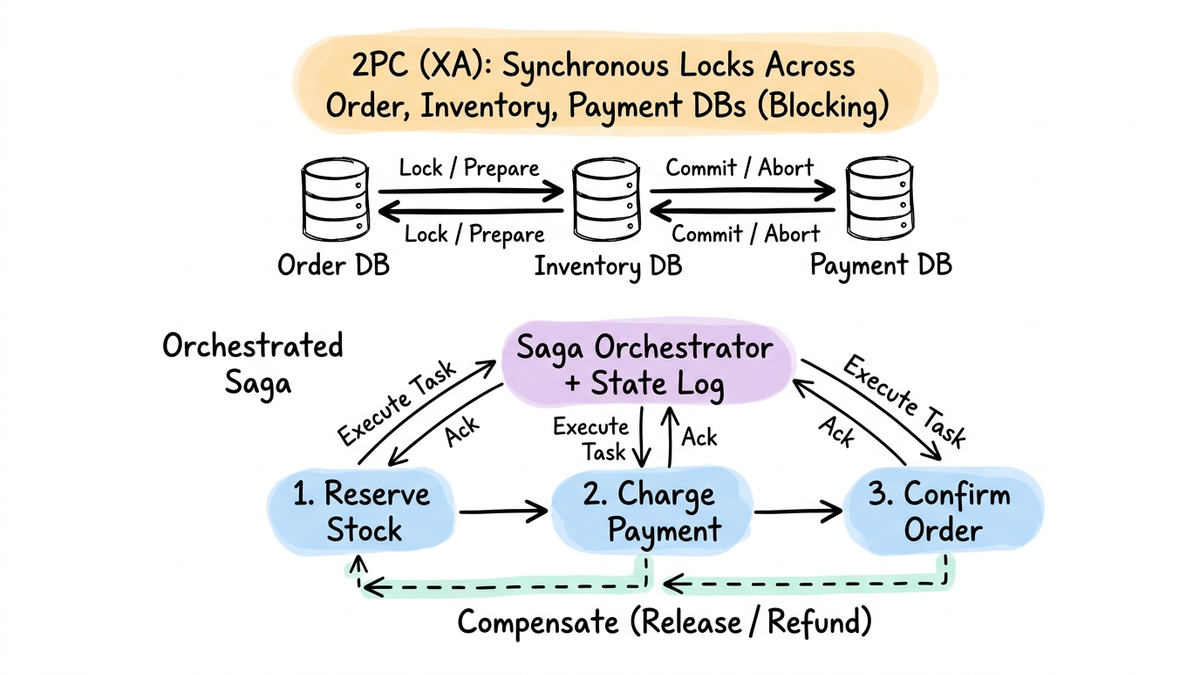 2PC (XA): Synchronous Locks Across
Order, Inventory, Payment DBs (Blocking)
Lock / Prepare
Commit / Abort
Lock / Prepare
Commit / Abort
Order DB
Inventory DB
Payment DB
Orchestrated
Saga
Saga Orchestrator
+ State Log
Execute Task
Ack
Execute
Task
Ack
Execute Task
Ack
1. Reserve
Stock
2. Charge
Payment
3. Confirm
Order
Compensate (Release / Refund)